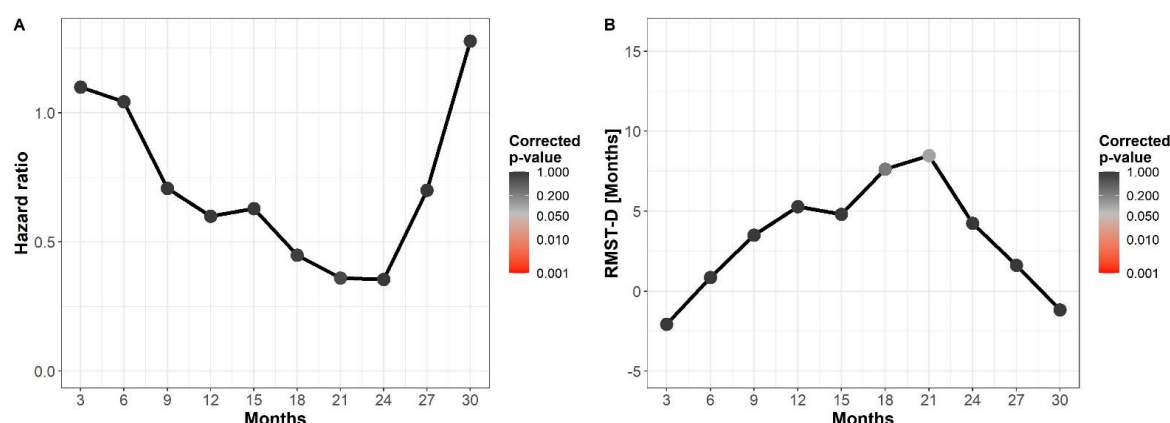 A
Hazard ratio
1.0
0.5
0.0
3 6 9 12 15 18 21 24 27 30
Months
Corrected
p-value
1.000
0.200
0.050
0.010
0.001
B
RMST-D [Months]
15
10
5
0
-5
3 6 9 12 15 18 21 24 27 30
Months
Corrected
p-value
1.000
0.200
0.050
0.010
0.001